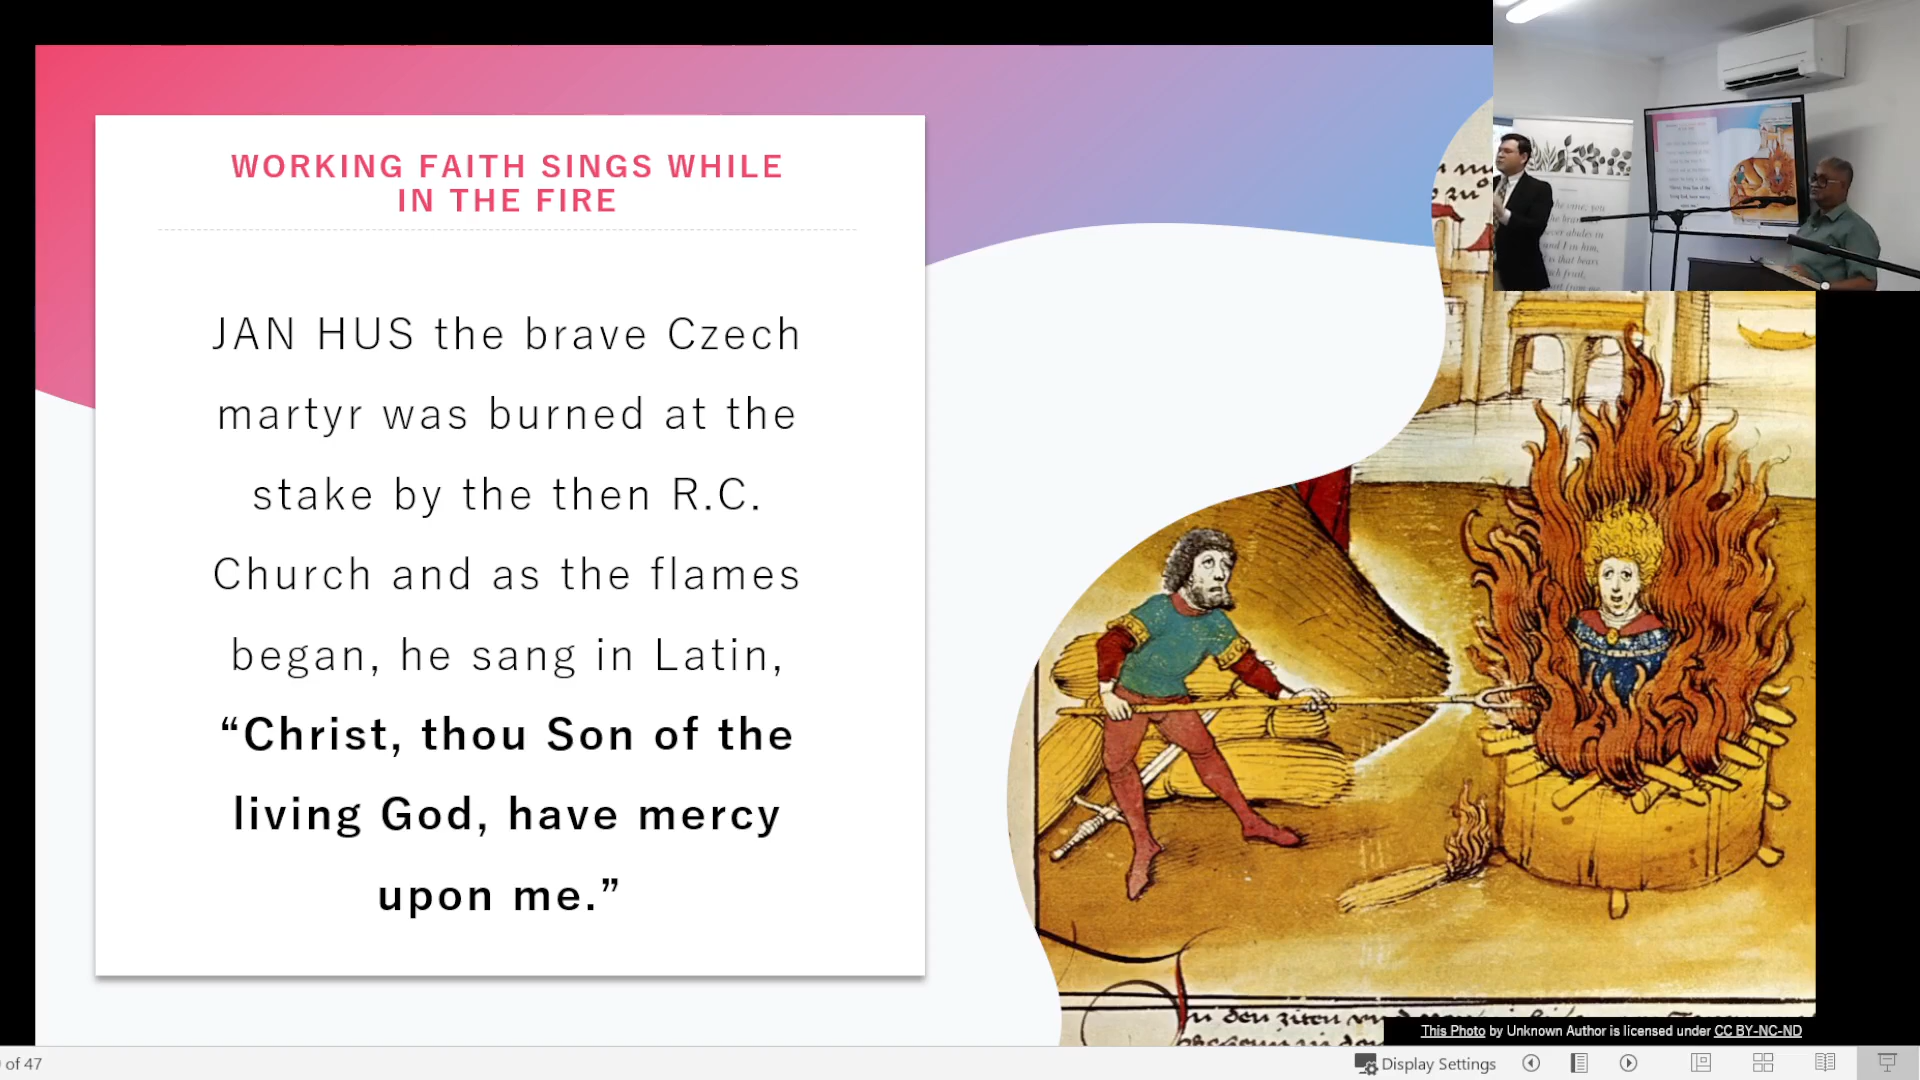 WORKING FAITH SINGS WHILE
IN THE FIRE
JAN HUS the brave Czech
martyr was burned at the
stake by the then R.C.
Church and as the flames
began, he sang in Latin,
“Christ, thou Son of the
living God, have mercy
upon me.”
In den ziten
This Photo by Unknown Author is licensed under CC BY-NC-ND
of 47
Display Settings